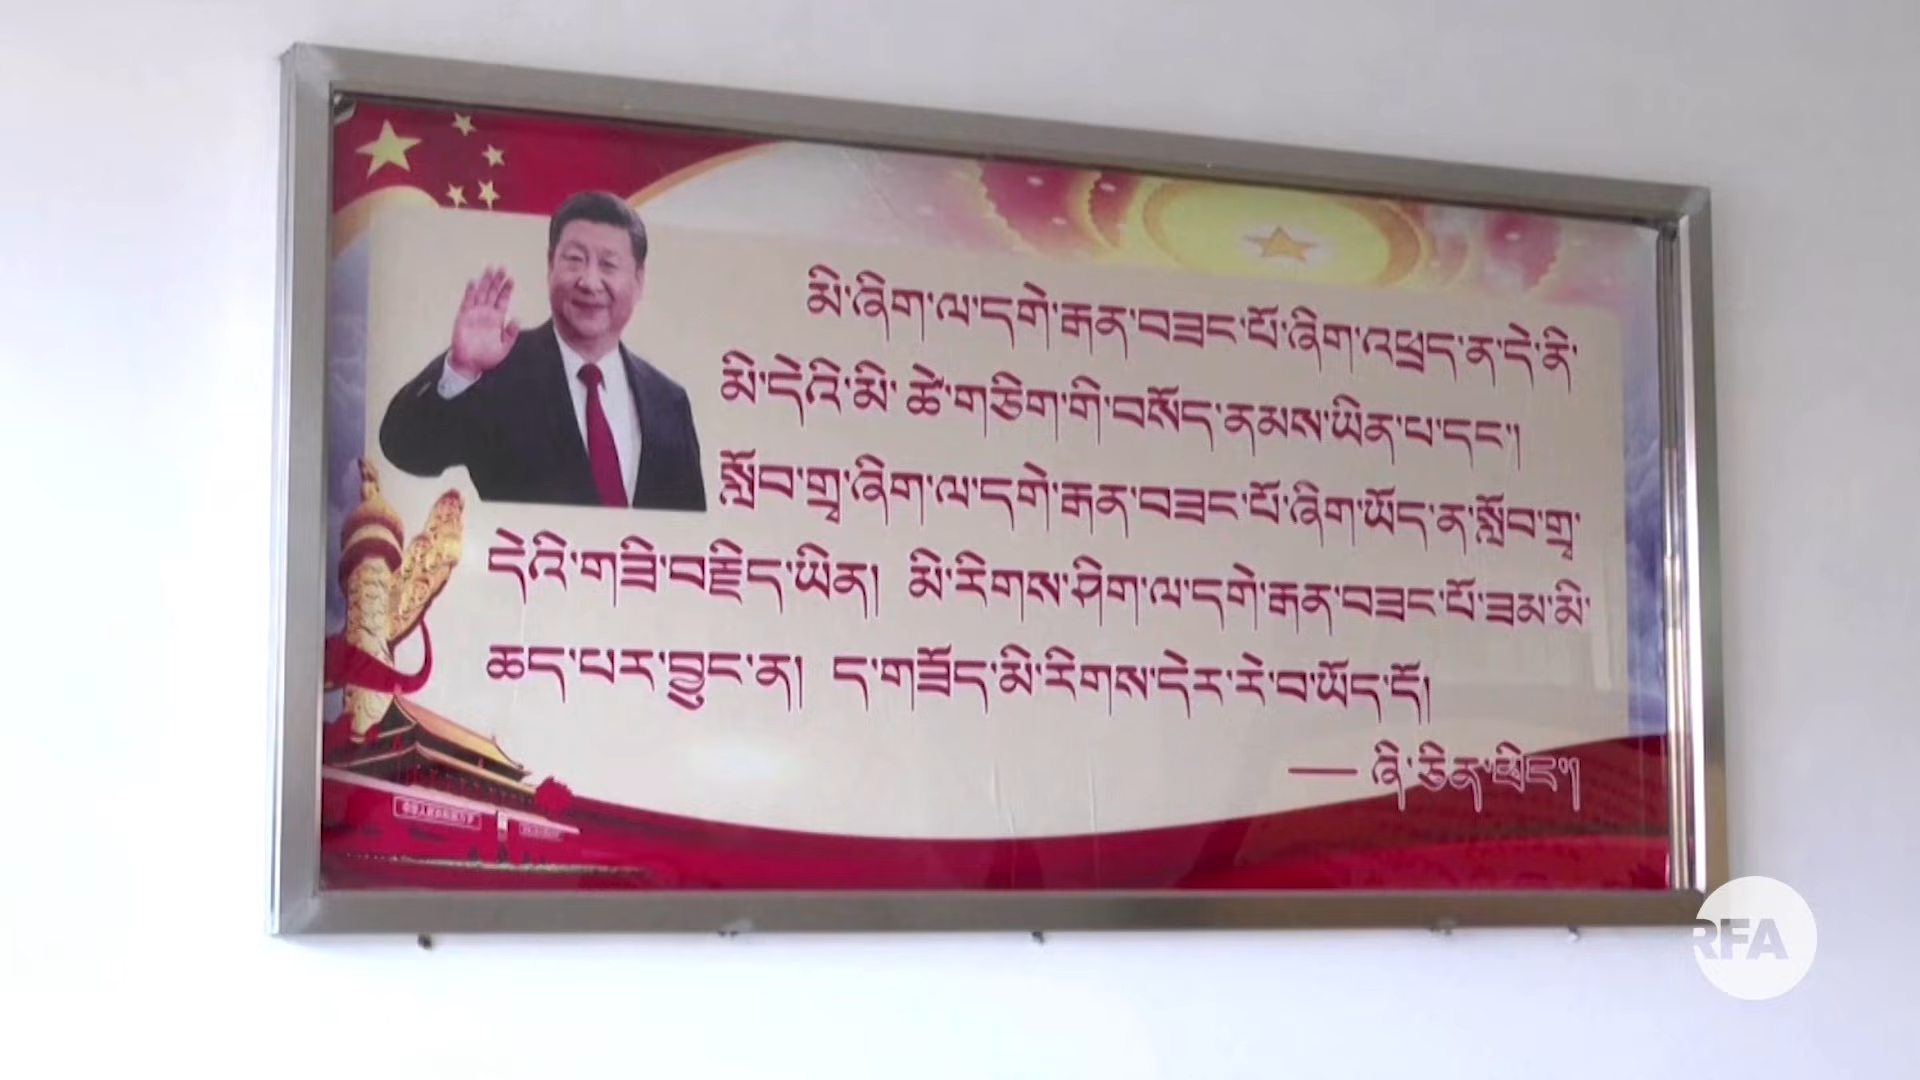 མི་ཞིག་ལ་དགེ་རྒན་བཟང་པོ་ཞིག་འཕྲད་ན་དེ་ནི་
མི་དེའི་མི་ཚེ་གཅིག་གི་བསོད་ནམས་ཡིན་པ་དང་།
སློབ་གྲྭ་ཞིག་ལ་དགེ་རྒན་བཟང་པོ་ཞིག་ཡོད་ན་སློབ་གྲྭ་
དེའི་གཟི་བརྗིད་ཡིན། མི་རིགས་ཤིག་ལ་དགེ་རྒན་བཟང་པོ་ཟམ་མི་
ཆད་པར་བྱུང་ན། ད་གཟོད་མི་རིགས་དེར་རེ་བ་ཡོད་དོ།
— ཞི་ཅིན་ཕིང་།
RFA